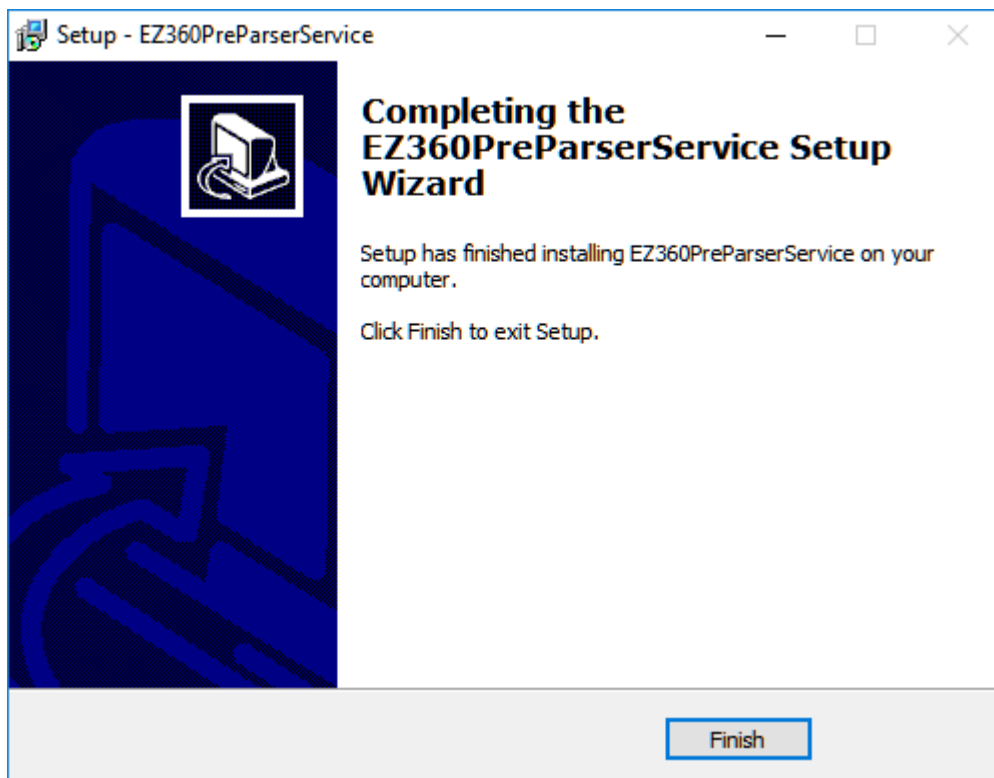 Setup - EZ360PreParserService
Completing the
EZ360PreParserService Setup
Wizard
Setup has finished installing EZ360PreParserService on your
computer.
Click Finish to exit Setup.
Finish